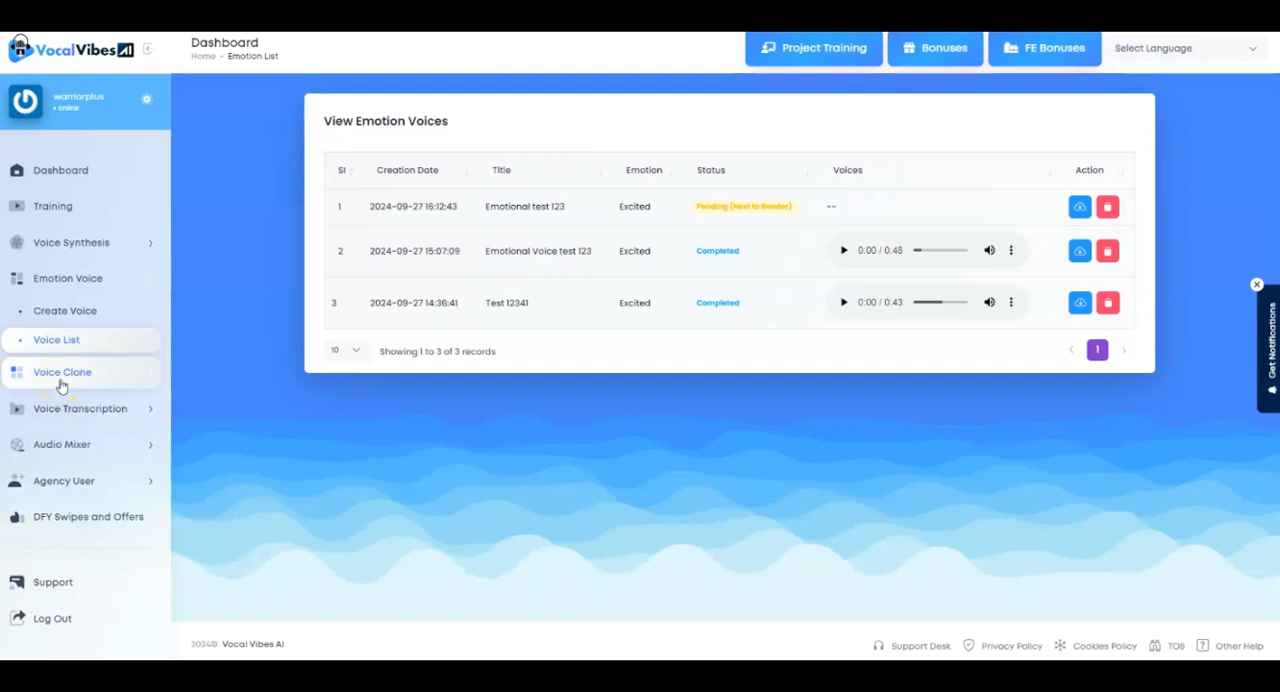 VocalVibes AI
Dashboard
Home - Emotion List
Project Training
Bonuses
FE Bonuses
Select Language
warriorplus
• online
Dashboard
Training
Voice Synthesis
Emotion Voice
Create Voice
Voice List
Voice Clone
Voice Transcription
Audio Mixer
Agency User
DFY Swipes and Offers
Support
Log Out
View Emotion Voices
Sl Creation Date Title Emotion Status Voices Action
1 2024-09-27 16:12:43 Emotional test 123 Excited Pending (Next to Render) --
2 2024-09-27 15:07:09 Emotional Voice test 123 Excited Completed 0:00 / 0:48
3 2024-09-27 14:36:41 Test 12341 Excited Completed 0:00 / 0:43
10 Showing 1 to 3 of 3 records 1
Get Notifications
2024© Vocal Vibes AI
Support Desk Privacy Policy Cookies Policy TOS Other Help